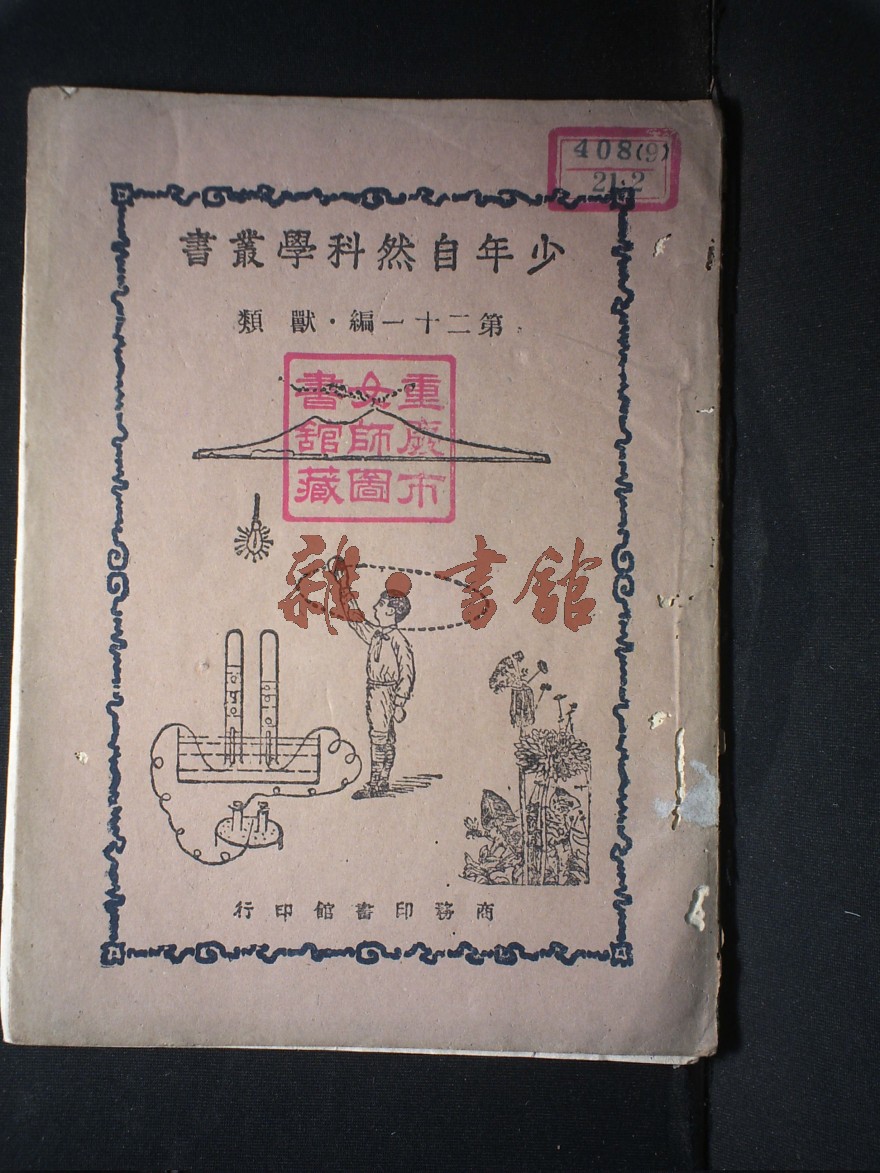 408(9)
21·2
少年自然科學叢書
第二十一編·獸類
重慶市
女師圖
書館藏
雜·書館
商務印書館印行